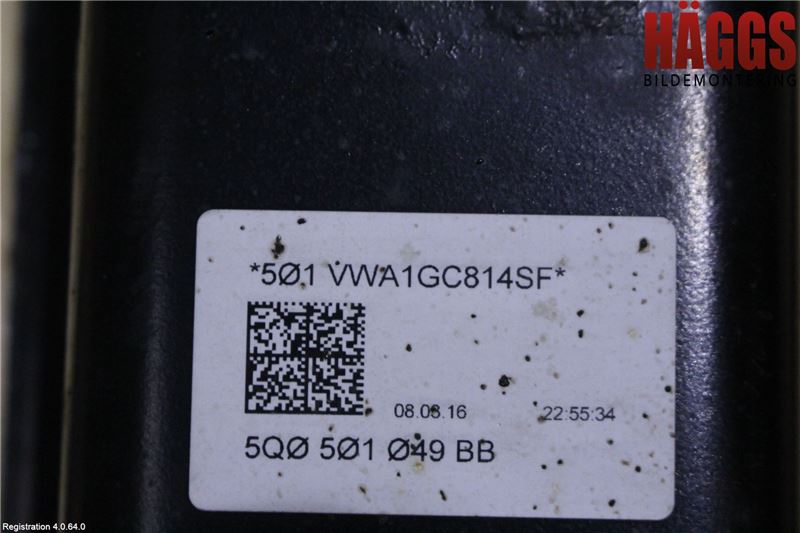 HÄGGS
BILDEMONTERING
*5Ø1 VWA1GC814SF*
08.08.16 22:55:34
5QØ 5Ø1 Ø49 BB
Registration 4.0.64.0